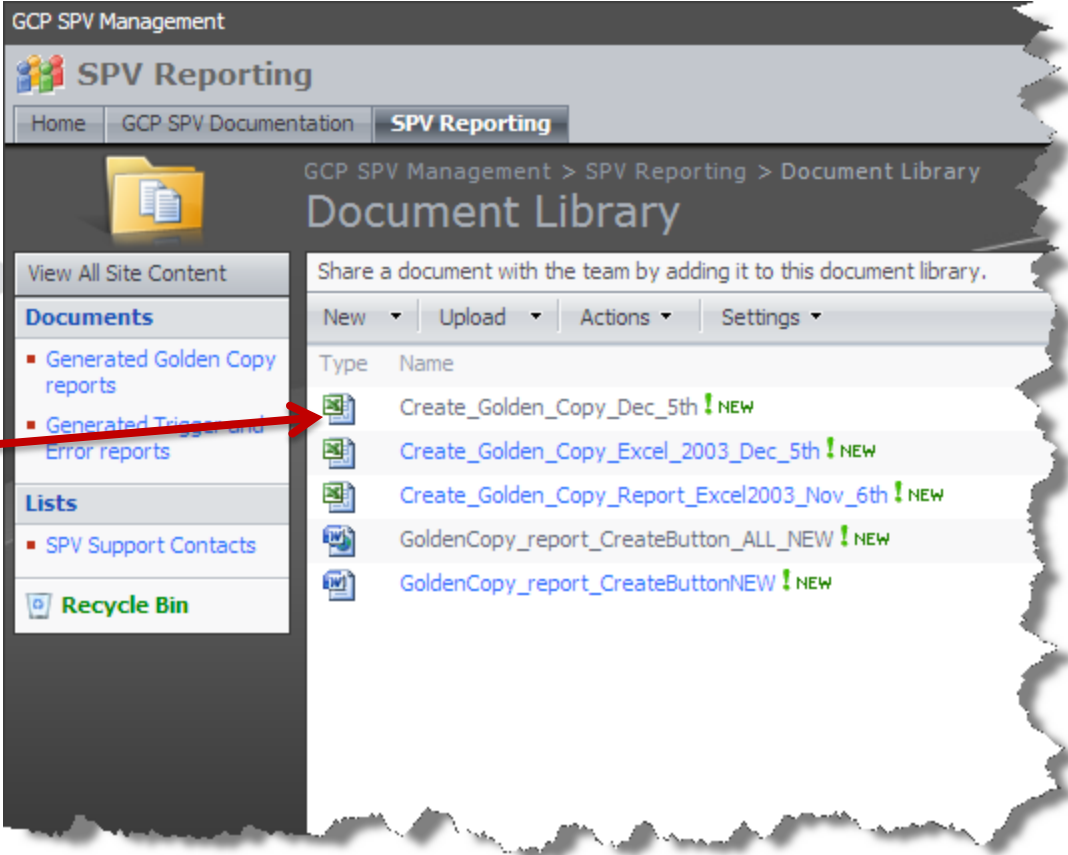 GCP SPV Management
SPV Reporting
Home GCP SPV Documentation SPV Reporting
GCP SPV Management > SPV Reporting > Document Library
Document Library
View All Site Content
Documents
Generated Golden Copy
reports
Generated Trigger and
Error reports
Lists
SPV Support Contacts
Recycle Bin
Share a document with the team by adding it to this document library.
New Upload Actions Settings
Type Name
Create_Golden_Copy_Dec_5th ! NEW
Create_Golden_Copy_Excel_2003_Dec_5th ! NEW
Create_Golden_Copy_Report_Excel2003_Nov_6th ! NEW
GoldenCopy_report_CreateButton_ALL_NEW ! NEW
GoldenCopy_report_CreateButtonNEW ! NEW